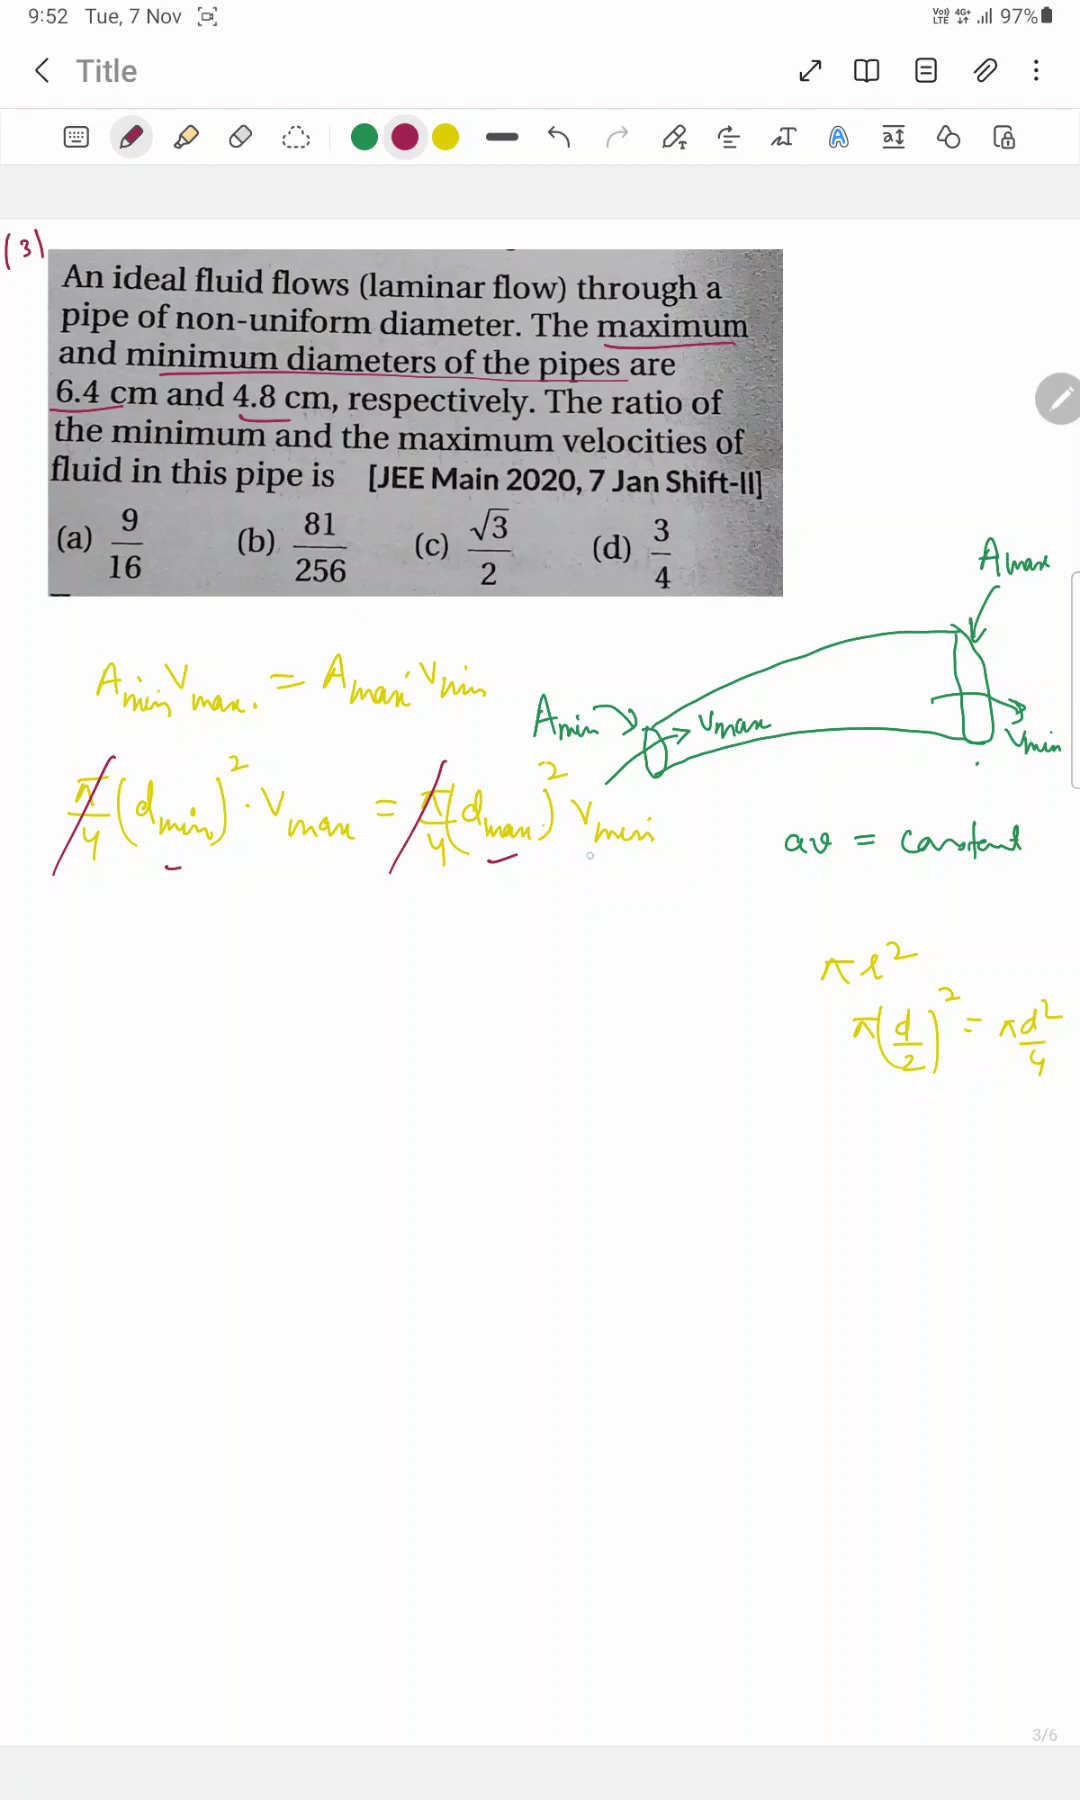 9:52 Tue, 7 Nov
VoJ) LTE 4G+ 97%
Title
(3)
An ideal fluid flows (laminar flow) through a
pipe of non-uniform diameter. The maximum
and minimum diameters of the pipes are
6.4 cm and 4.8 cm, respectively. The ratio of
the minimum and the maximum velocities of
fluid in this pipe is [JEE Main 2020, 7 Jan Shift-II]
(a) 9/16 (b) 81/256 (c) √3/2 (d) 3/4
Amax
Amin Vmax. = Amax. Vmin
Amin Vmax
Vmin
π/4 (dmin)² · Vmax = π/4 (dmax.)² Vmin
av = constant
πr²
π(d/2)² = πd²/4
3/6